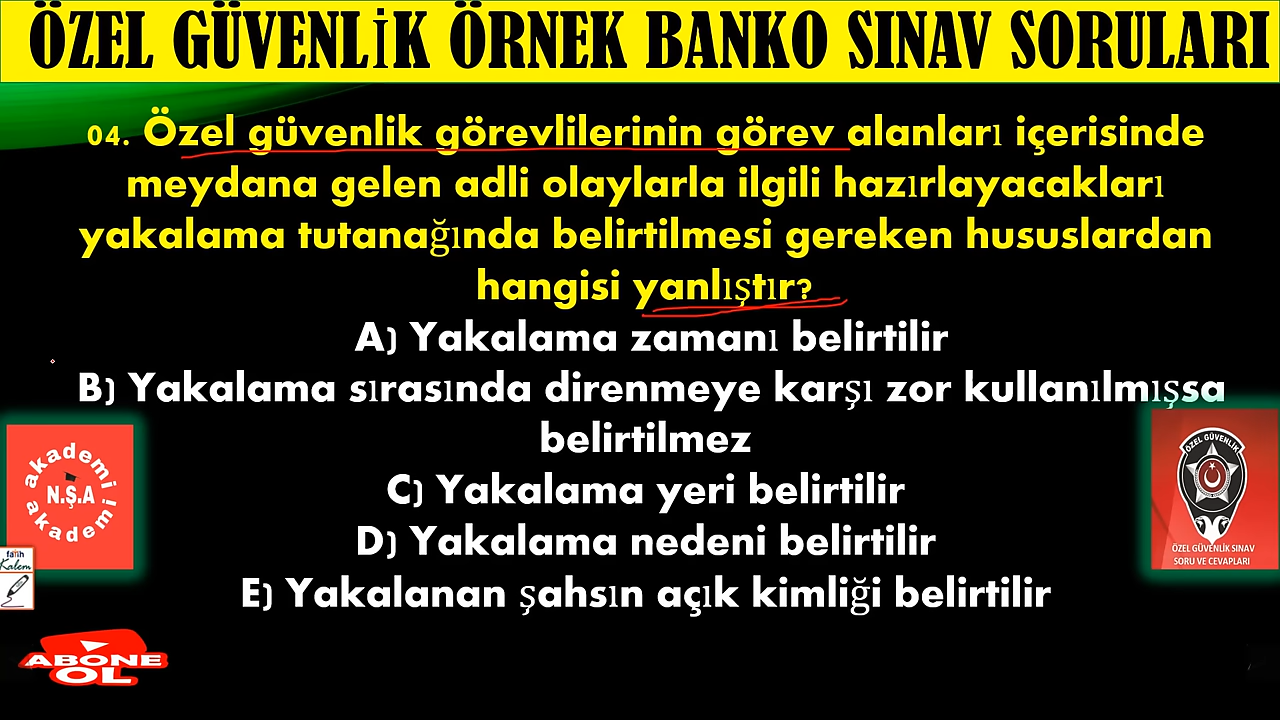 ÖZEL GÜVENLİK ÖRNEK BANKO SINAV SORULARI
04. Özel güvenlik görevlilerinin görev alanları içerisinde
meydana gelen adli olaylarla ilgili hazırlayacakları
yakalama tutanağında belirtilmesi gereken hususlardan
hangisi yanlıştır?
A) Yakalama zamanı belirtilir
B) Yakalama sırasında direnmeye karşı zor kullanılmışsa
belirtilmez
C) Yakalama yeri belirtilir
D) Yakalama nedeni belirtilir
E) Yakalanan şahsın açık kimliği belirtilir
akademi
N.Ş.A
akademi
fatih
Kalem
ÖZEL GÜVENLİK
ÖZEL GÜVENLİK SINAV
SORU VE CEVAPLARI
ABONE
OL